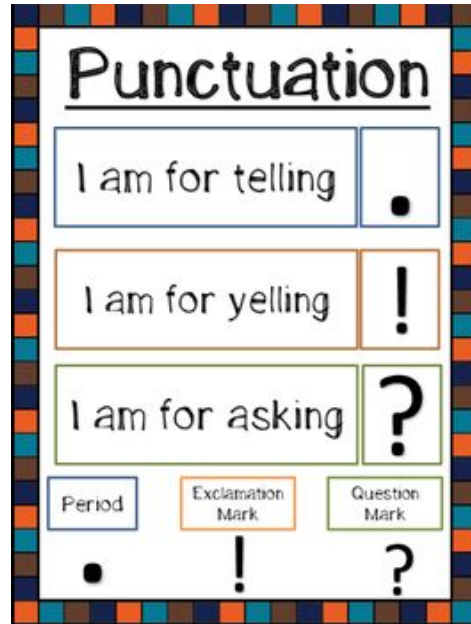 Punctuation
I am for telling .
I am for yelling !
I am for asking ?
Period
Exclamation
Mark
Question
Mark
. ! ?